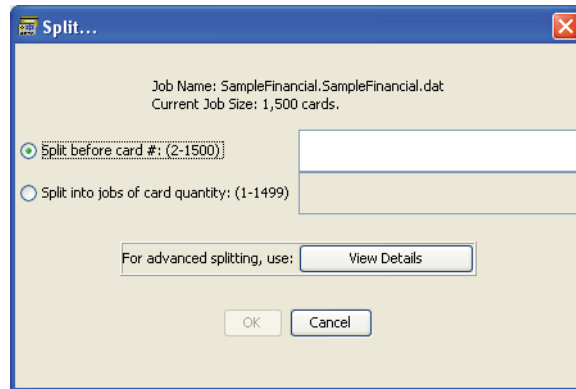 Split...
Job Name: SampleFinancial.SampleFinancial.dat
Current Job Size: 1,500 cards.
Split before card #: (2-1500)
Split into jobs of card quantity: (1-1499)
For advanced splitting, use: View Details
OK Cancel